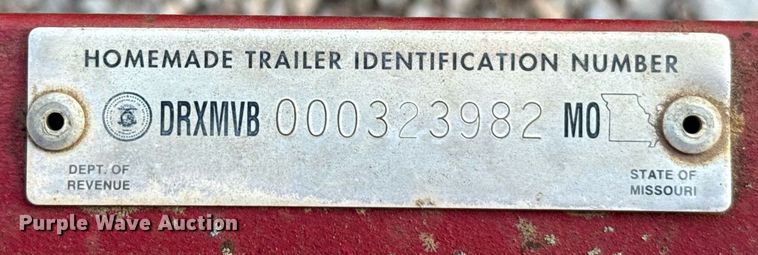 HOMEMADE TRAILER IDENTIFICATION NUMBER
DRXMVB 000323982 MO
DEPT. OF
REVENUE
STATE OF
MISSOURI
Purple Wave Auction